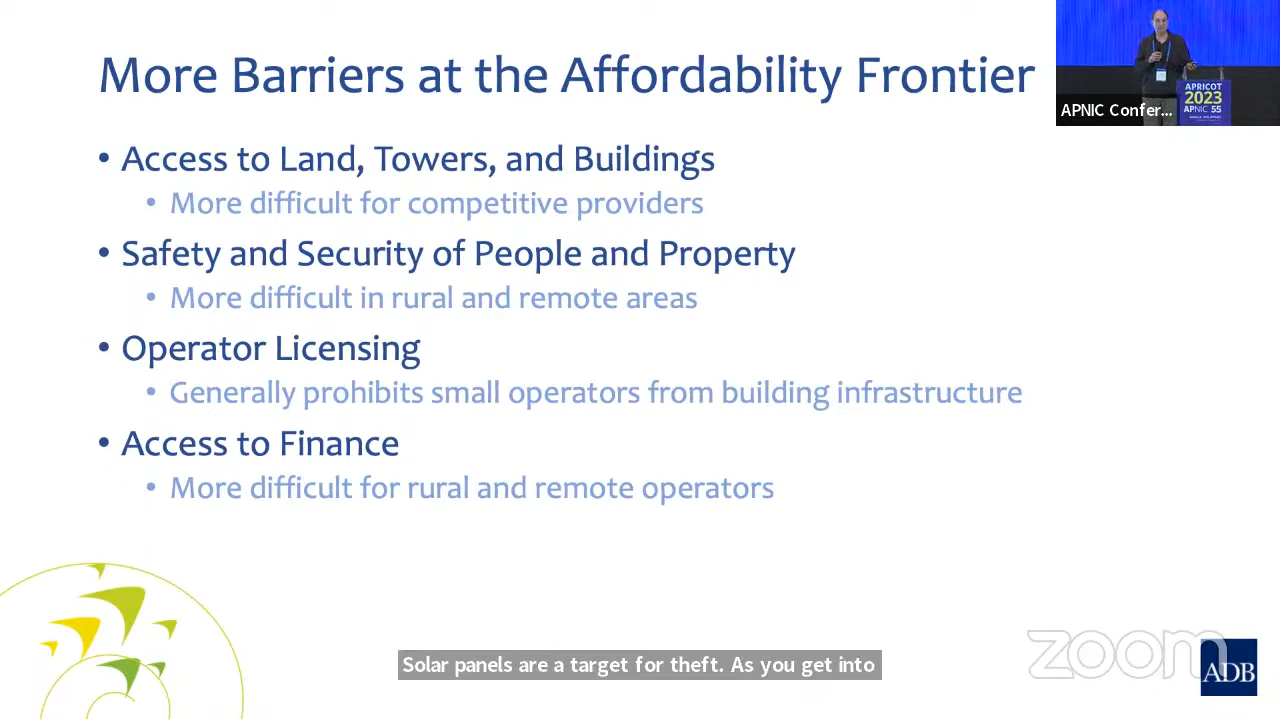 More Barriers at the Affordability Frontier
• Access to Land, Towers, and Buildings
• More difficult for competitive providers
• Safety and Security of People and Property
• More difficult in rural and remote areas
• Operator Licensing
• Generally prohibits small operators from building infrastructure
• Access to Finance
• More difficult for rural and remote operators
APRICOT
2023
APNIC 55
APNIC Confer...
Solar panels are a target for theft. As you get into
zoom
ADB